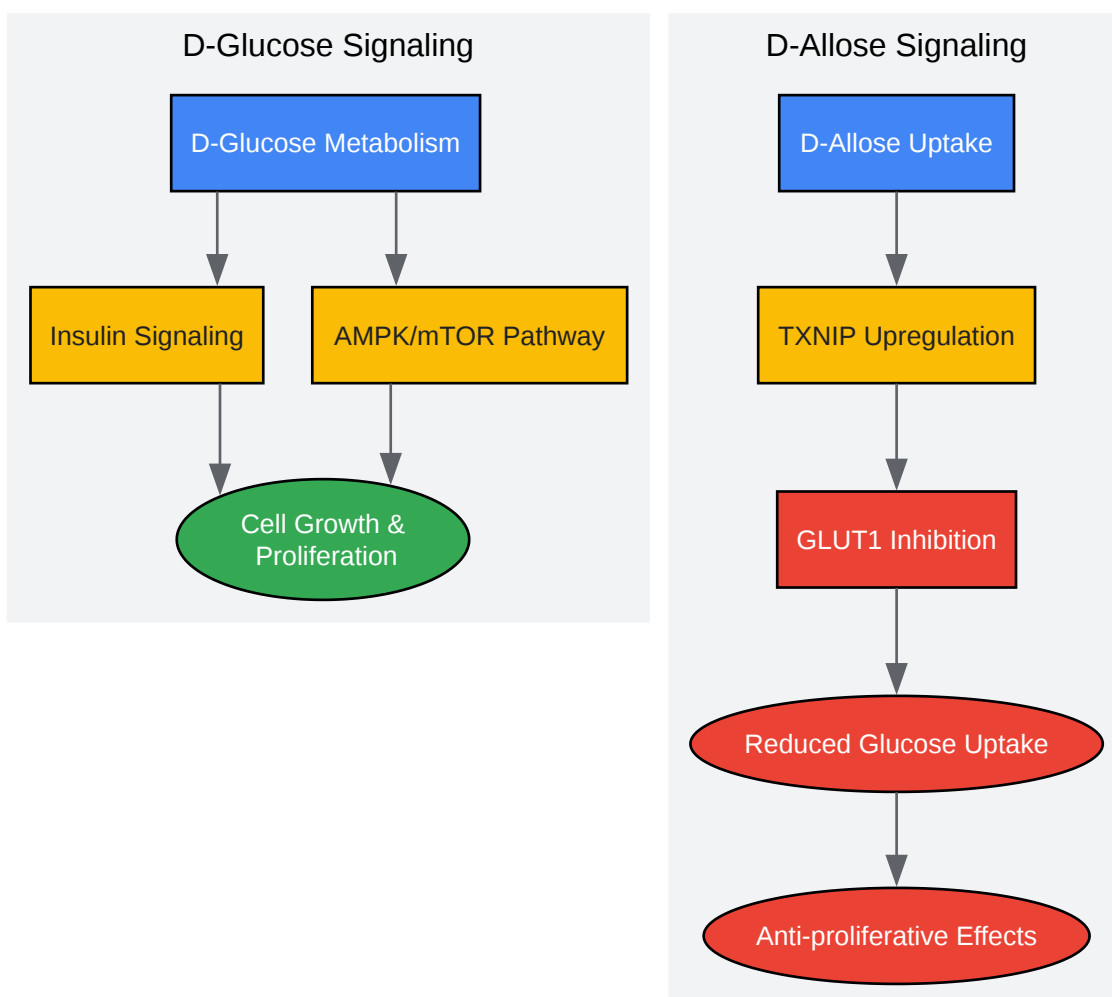 D-Glucose Signaling
D-Glucose Metabolism
Insulin Signaling
AMPK/mTOR Pathway
Cell Growth &
Proliferation
D-Allose Signaling
D-Allose Uptake
TXNIP Upregulation
GLUT1 Inhibition
Reduced Glucose Uptake
Anti-proliferative Effects